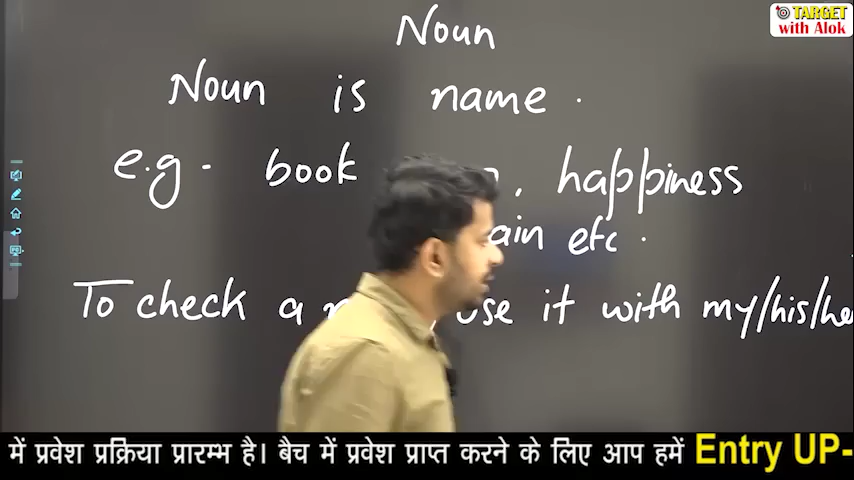 TARGET
with Alok
Noun
Noun is name.
e.g- book , happiness
etc.
To check a use it with my/his/he
में प्रवेश प्रक्रिया प्रारम्भ है। बैच में प्रवेश प्राप्त करने के लिए आप हमें Entry UP-